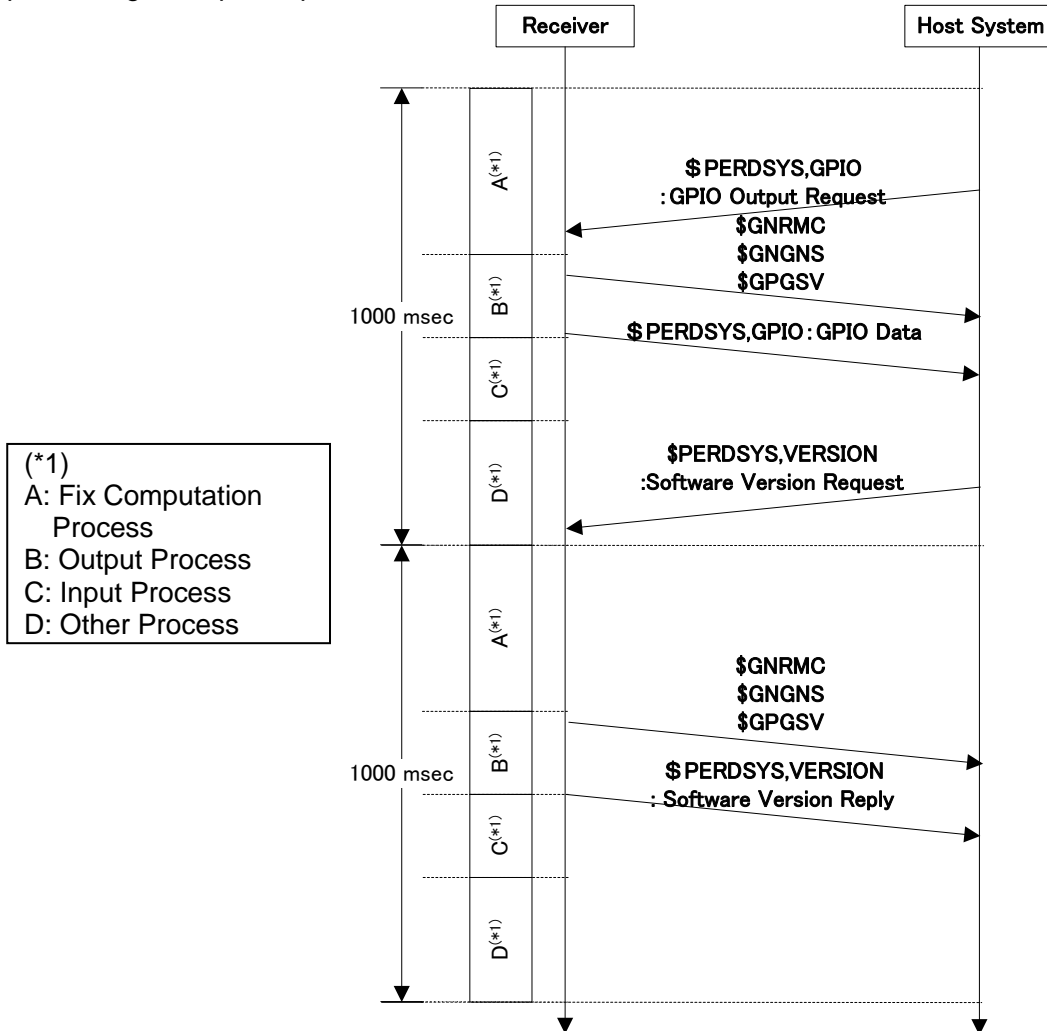 Receiver
Host System
A(*1)
$PERDSYS,GPIO
:GPIO Output Request
$GNRMC
$GNGNS
$GPGSV
B(*1)
1000 msec
$PERDSYS,GPIO:GPIO Data
C(*1)
D(*1)
$PERDSYS,VERSION
:Software Version Request
(*1)
A: Fix Computation
Process
B: Output Process
C: Input Process
D: Other Process
A(*1)
$GNRMC
$GNGNS
$GPGSV
B(*1)
1000 msec
$PERDSYS,VERSION
: Software Version Reply
C(*1)
D(*1)